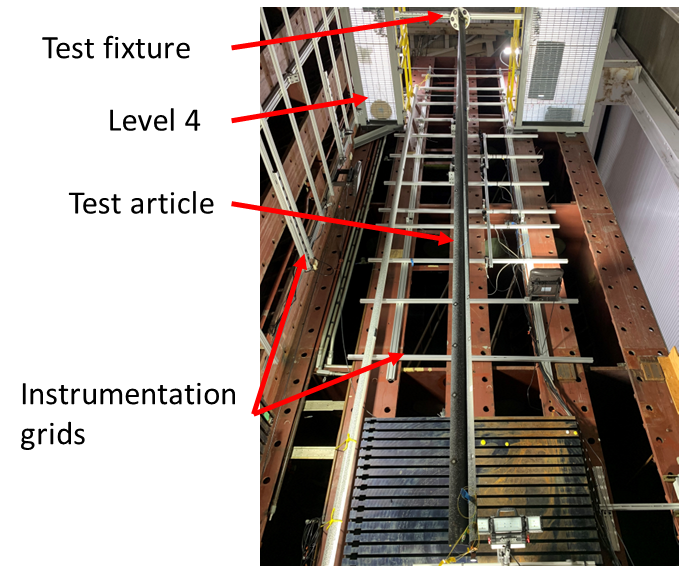 Test fixture
Level 4
Test article
Instrumentation
grids